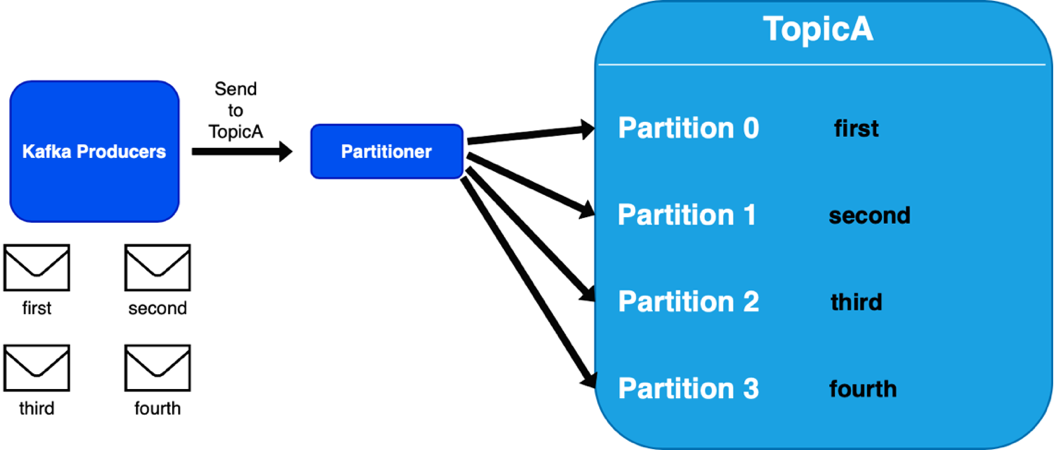 TopicA
Send
to
TopicA
Kafka Producers
Partitioner
Partition 0 first
Partition 1 second
Partition 2 third
Partition 3 fourth
first second
third fourth